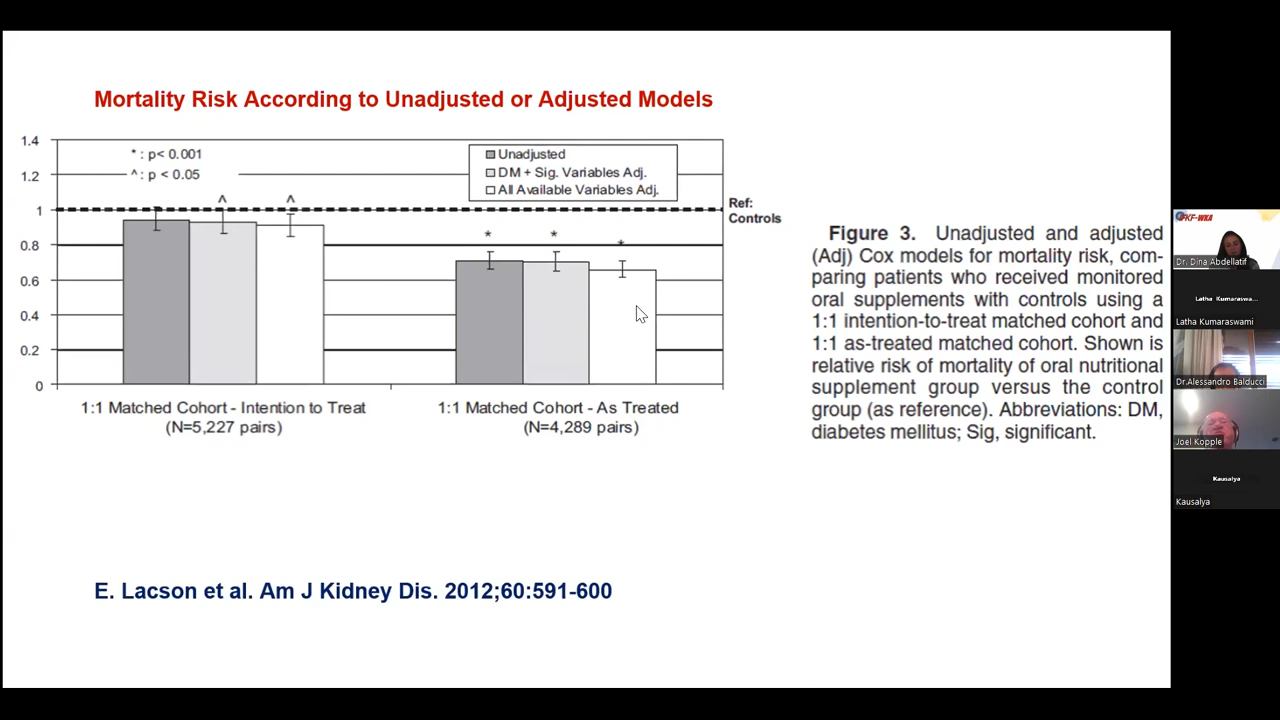 Mortality Risk According to Unadjusted or Adjusted Models
1.4
1.2
1
0.8
0.6
0.4
0.2
0
* : p< 0.001
^ : p < 0.05
Unadjusted
DM + Sig. Variables Adj.
All Available Variables Adj.
^
^
*
*
*
Ref:
Controls
1:1 Matched Cohort - Intention to Treat
(N=5,227 pairs)
1:1 Matched Cohort - As Treated
(N=4,289 pairs)
Figure 3. Unadjusted and adjusted
(Adj) Cox models for mortality risk, com-
paring patients who received monitored
oral supplements with controls using a
1:1 intention-to-treat matched cohort and
1:1 as-treated matched cohort. Shown is
relative risk of mortality of oral nutritional
supplement group versus the control
group (as reference). Abbreviations: DM,
diabetes mellitus; Sig, significant.
E. Lacson et al. Am J Kidney Dis. 2012;60:591-600
IFKF-WKA
Dr. Dina Abdellatif
Latha Kumaraswa...
Latha Kumaraswami
Dr.Alessandro Balducci
Joel Kopple
Kausalya
Kausalya